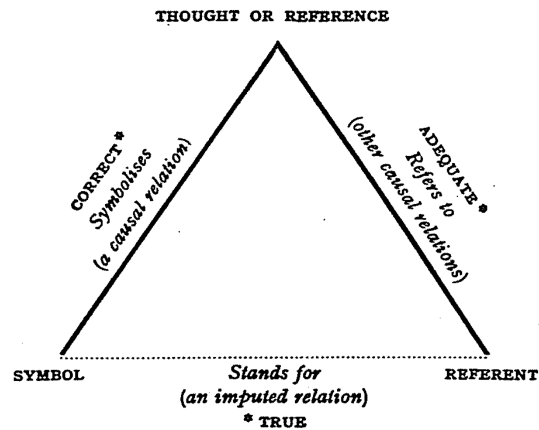 THOUGHT OR REFERENCE
CORRECT *
Symbolises
(a causal relation)
ADEQUATE *
Refers to
(other causal relations)
SYMBOL
Stands for
(an imputed relation)
* TRUE
REFERENT